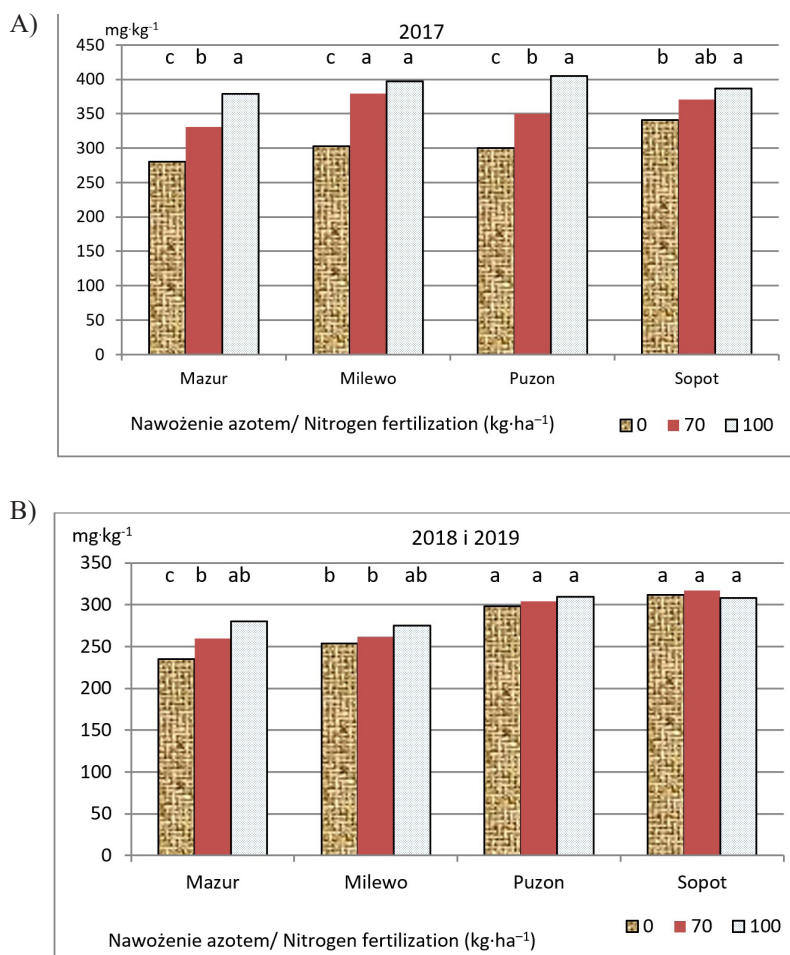 A)
mg·kg⁻¹
2017
450
c b a c a a c b a b ab a
400
350
300
250
200
150
100
50
0
Mazur Milewo Puzon Sopot
Nawożenie azotem/ Nitrogen fertilization (kg·ha⁻¹) 0 70 100
B)
mg·kg⁻¹
2018 i 2019
350
c b ab b b ab a a a a a a
300
250
200
150
100
50
0
Mazur Milewo Puzon Sopot
0 70 100
Nawożenie azotem/ Nitrogen fertilization (kg·ha⁻¹)